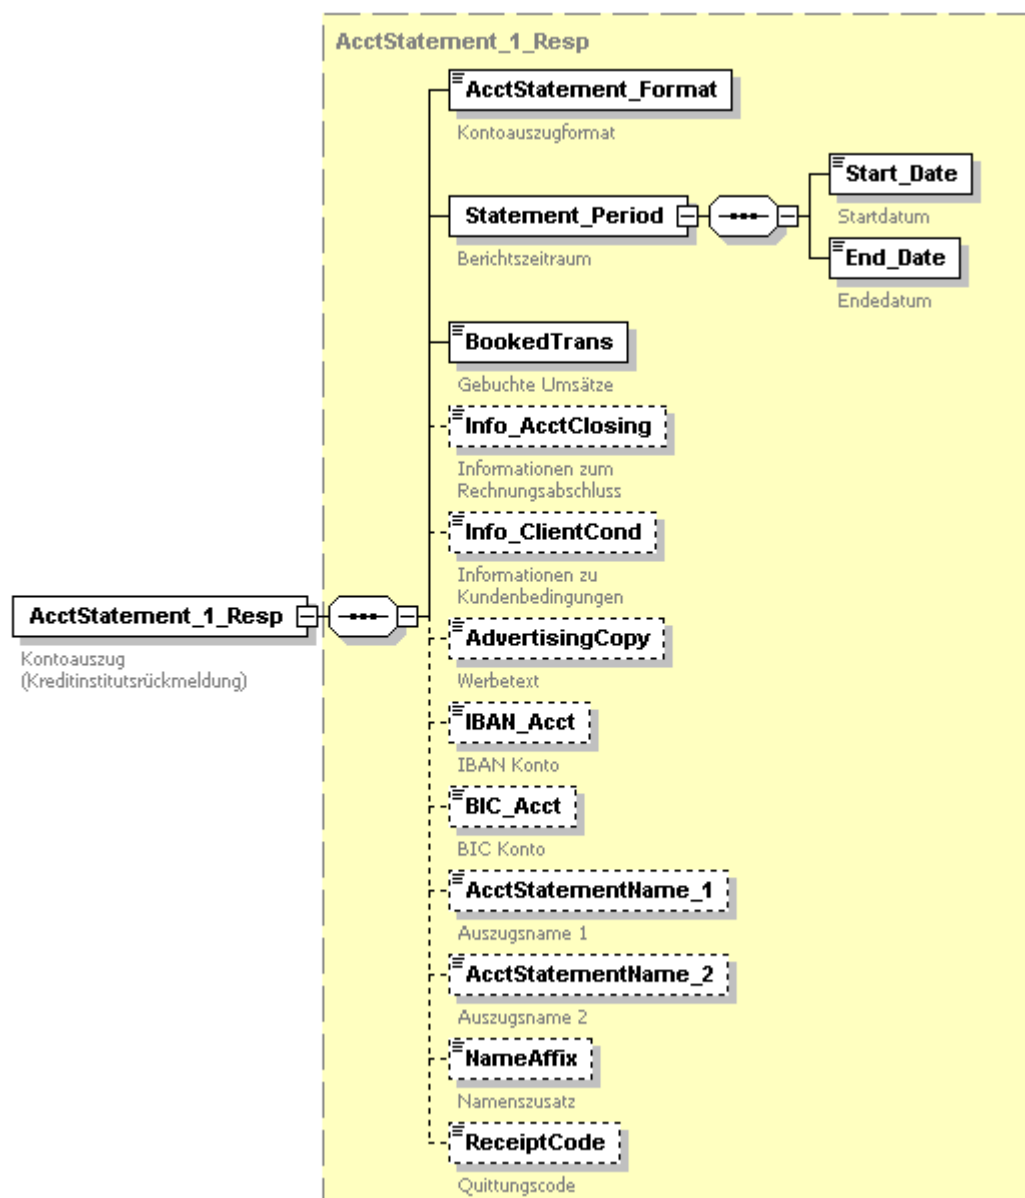 AcctStatement_1_Resp
AcctStatement_Format
Kontoauszugformat
Statement_Period
Berichtszeitraum
Start_Date
Startdatum
End_Date
Endedatum
BookedTrans
Gebuchte Umsätze
Info_AcctClosing
Informationen zum
Rechnungsabschluss
Info_ClientCond
Informationen zu
Kundenbedingungen
AcctStatement_1_Resp
Kontoauszug
(Kreditinstitutsrückmeldung)
AdvertisingCopy
Werbetext
IBAN_Acct
IBAN Konto
BIC_Acct
BIC Konto
AcctStatementName_1
Auszugsname 1
AcctStatementName_2
Auszugsname 2
NameAffix
Namenszusatz
ReceiptCode
Quittungscode